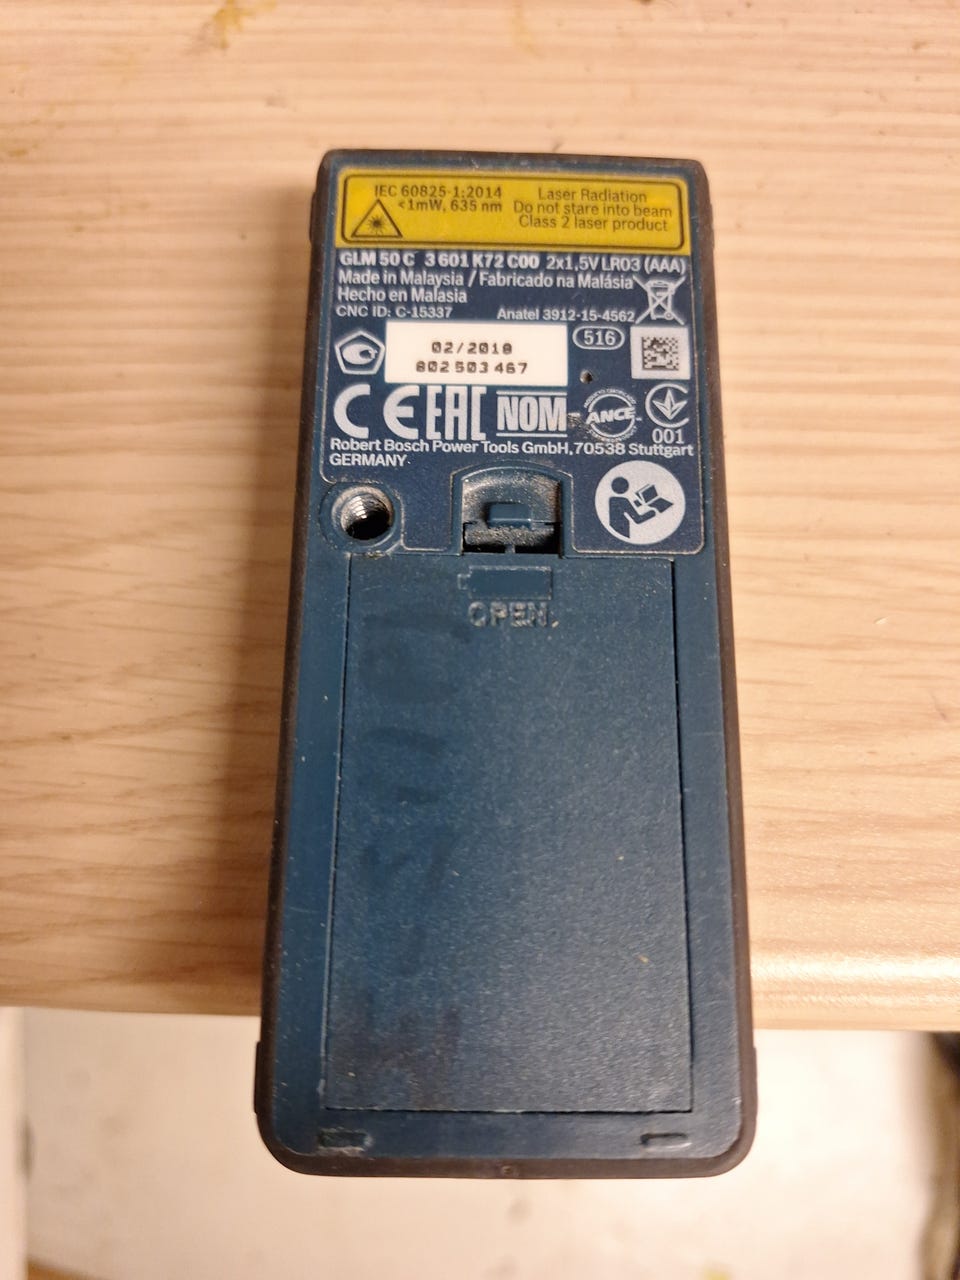 IEC 60825-1:2014
<1mW, 635 nm
Laser Radiation
Do not stare into beam
Class 2 laser product
GLM 50 C 3 601 K72 C00 2x1,5V LR03 (AAA)
Made in Malaysia / Fabricado na Malásia
Hecho en Malasia
CNC ID: C-15337 Anatel 3912-15-4562
02/2018
802503467
516
CE EAC NOM-
ANCE
001
Robert Bosch Power Tools GmbH, 70538 Stuttgart
GERMANY
OPEN